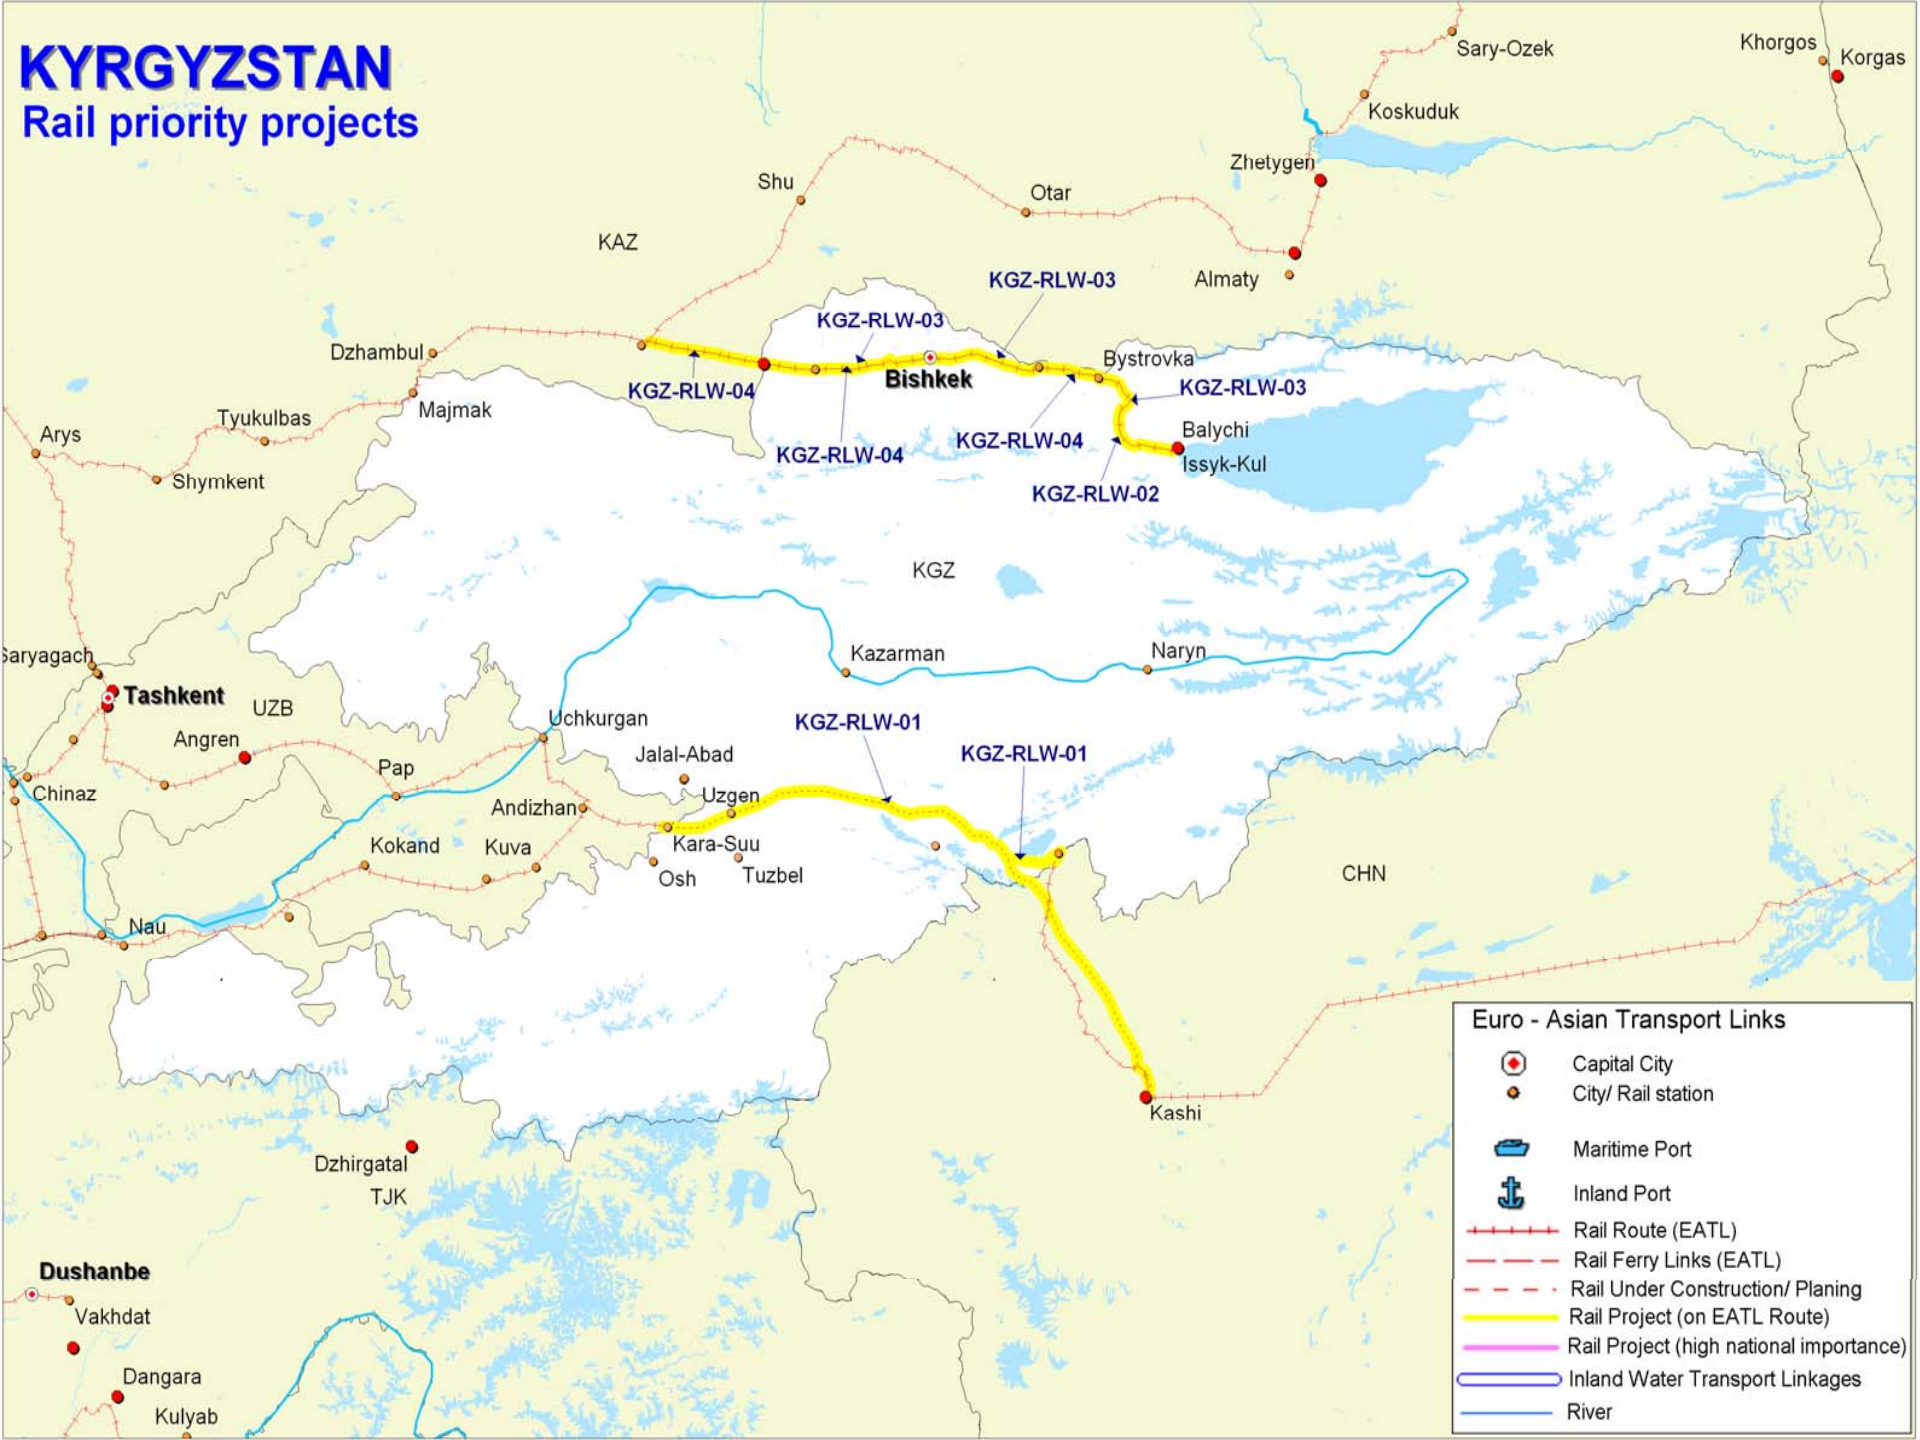 KYRGYZSTAN
Rail priority projects
Sary-Ozek
Khorgos
Korgas
Koskuduk
Zhetygen
Shu
Otar
KAZ
Almaty
KGZ-RLW-03
KGZ-RLW-03
Dzhambul
Bystrovka
Bishkek
KGZ-RLW-04
KGZ-RLW-03
Majmak
Tyukulbas
Arys
Balychi
KGZ-RLW-04
KGZ-RLW-04
Issyk-Kul
Shymkent
KGZ-RLW-02
KGZ
Saryagach
Kazarman
Naryn
Tashkent
UZB
Uchkurgan
KGZ-RLW-01
Angren
Jalal-Abad
KGZ-RLW-01
Pap
Chinaz
Uzgen
Andizhan
Kokand
Kuva
Kara-Suu
Osh
Tuzbel
CHN
Nau
Kashi
Dzhirgatal
TJK
Dushanbe
Vakhdat
Dangara
Kulyab
Euro - Asian Transport Links
Capital City
City/ Rail station
Maritime Port
Inland Port
Rail Route (EATL)
Rail Ferry Links (EATL)
Rail Under Construction/ Planing
Rail Project (on EATL Route)
Rail Project (high national importance)
Inland Water Transport Linkages
River